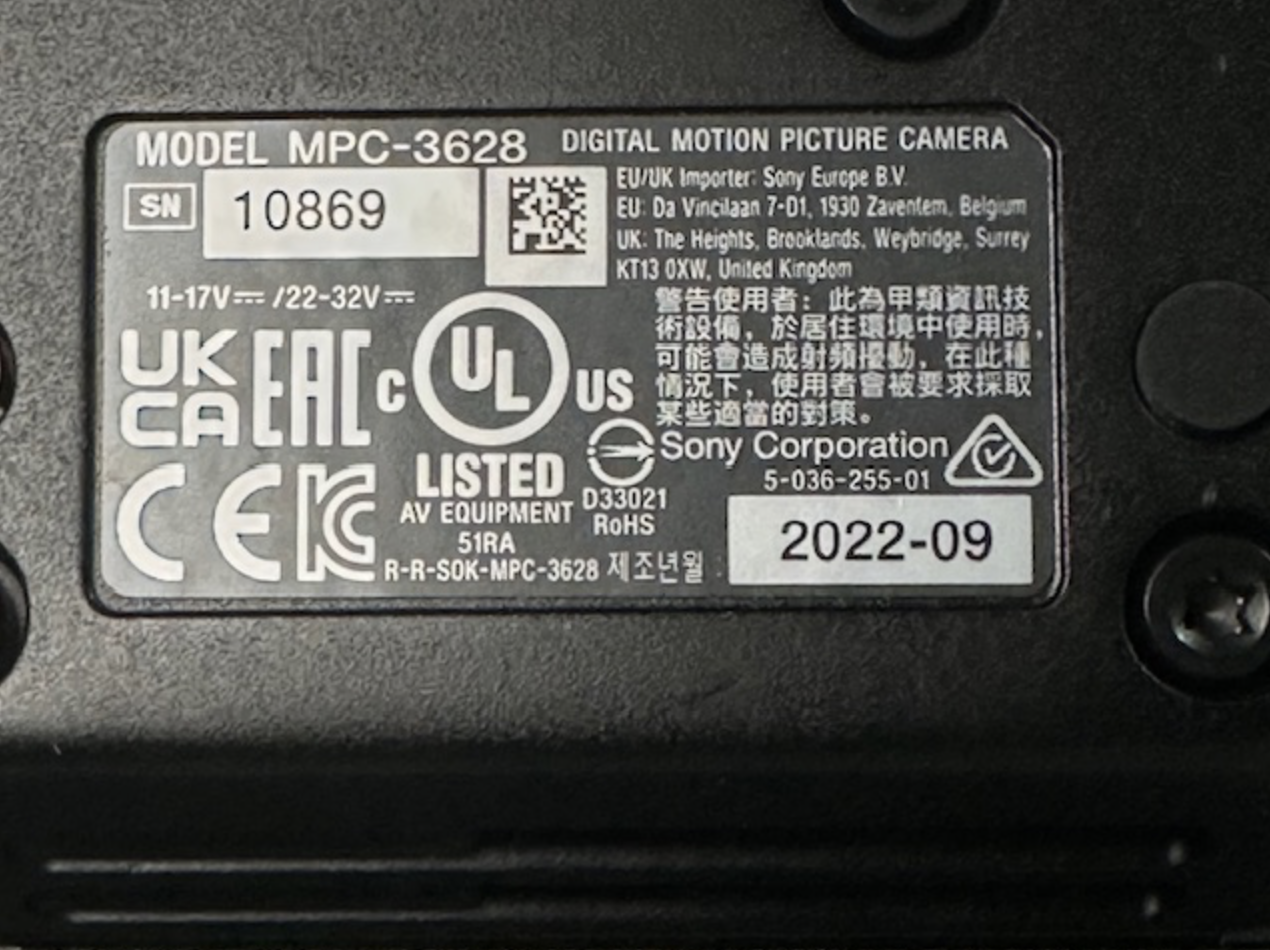 MODEL MPC-3628 DIGITAL MOTION PICTURE CAMERA
SN 10869
EU/UK Importer: Sony Europe B.V.
EU: Da Vincilaan 7-D1, 1930 Zaventem, Belgium
UK: The Heights, Brooklands, Weybridge, Surrey
KT13 0XW, United Kingdom
11-17V⎓ /22-32V⎓
警告使用者：此為甲類資訊技
術設備，於居住環境中使用時，
可能會造成射頻擾動，在此種
情況下，使用者會被要求採取
某些適當的對策。
UK
CA
EAC
C UL US
LISTED
AV EQUIPMENT
51RA
CE KC
D33021
RoHS
Sony Corporation
5-036-255-01
R-R-SOK-MPC-3628 제조년월 : 2022-09